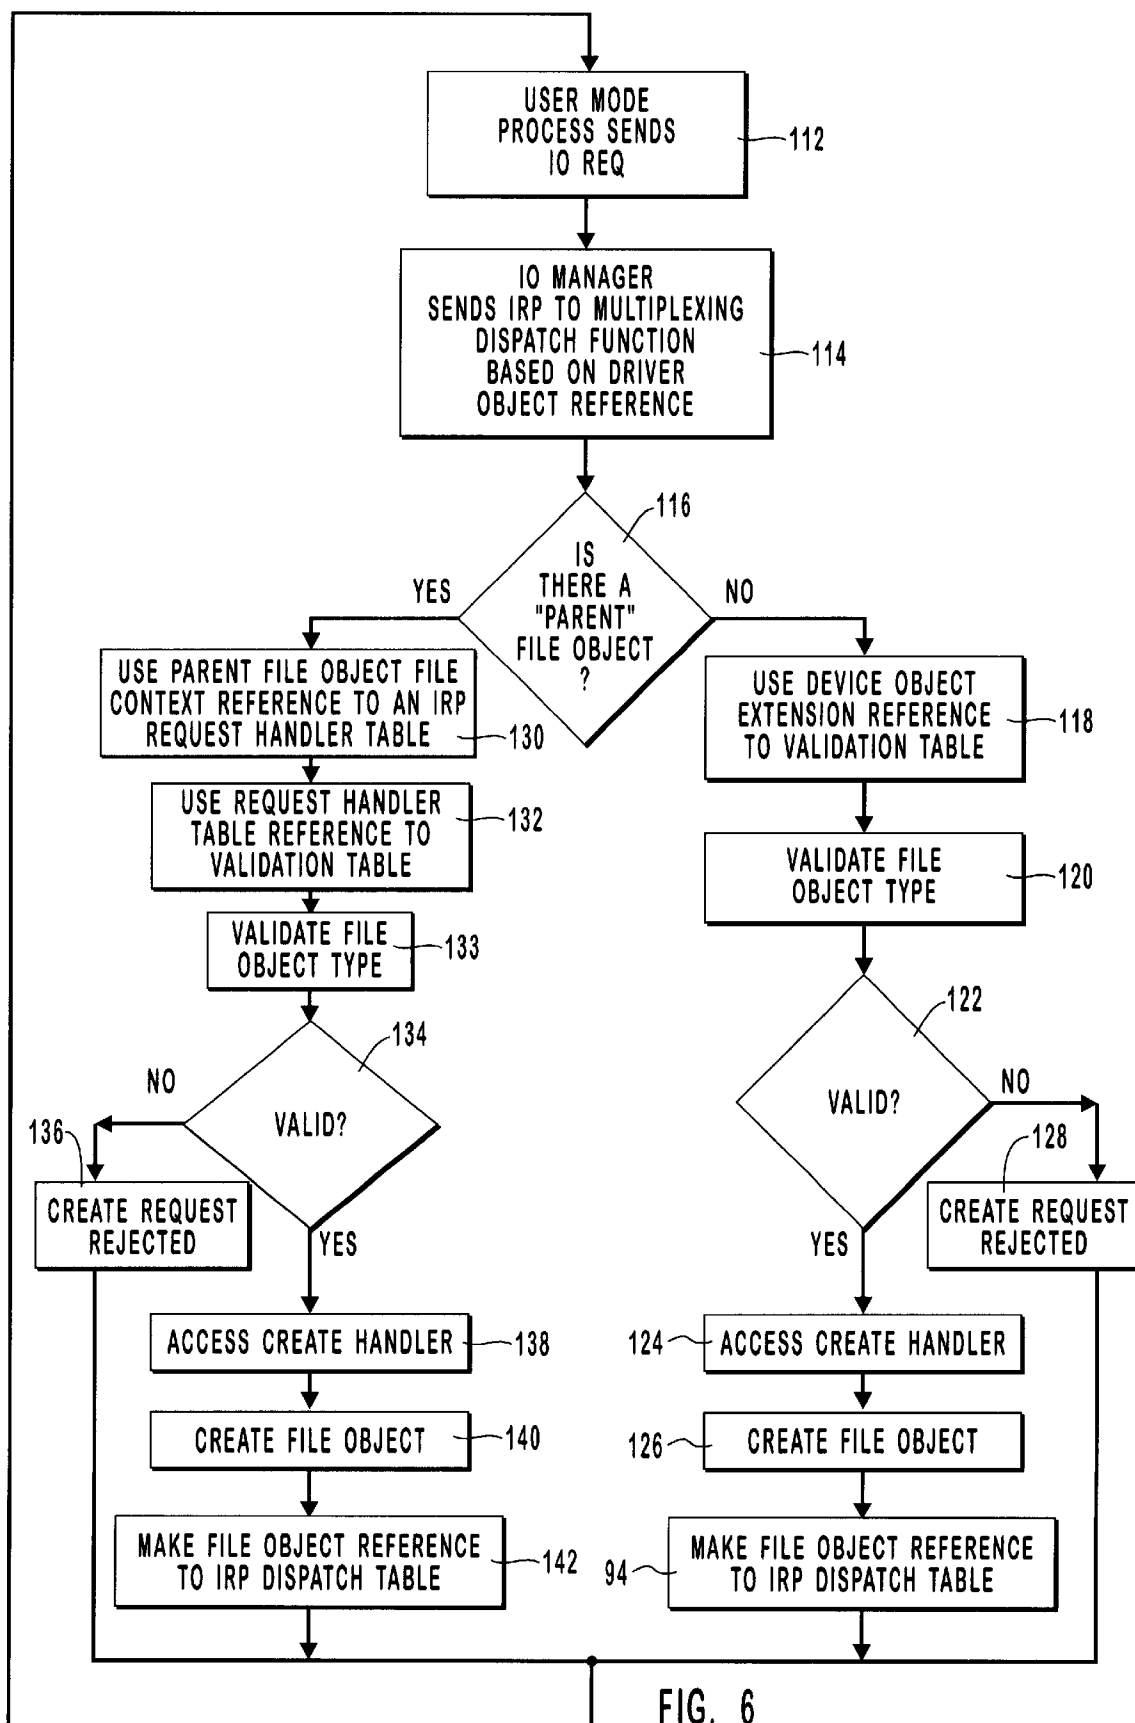 USER MODE
PROCESS SENDS
IO REQ
112
IO MANAGER
SENDS IRP TO MULTIPLEXING
DISPATCH FUNCTION
BASED ON DRIVER
OBJECT REFERENCE
114
116
IS
THERE A
"PARENT"
FILE OBJECT
?
YES
NO
USE PARENT FILE OBJECT FILE
CONTEXT REFERENCE TO AN IRP
REQUEST HANDLER TABLE
130
USE DEVICE OBJECT
EXTENSION REFERENCE
TO VALIDATION TABLE
118
USE REQUEST HANDLER
TABLE REFERENCE TO
VALIDATION TABLE
132
VALIDATE FILE
OBJECT TYPE
120
VALIDATE FILE
OBJECT TYPE
133
134
VALID?
NO
YES
122
VALID?
NO
YES
136
CREATE REQUEST
REJECTED
128
CREATE REQUEST
REJECTED
ACCESS CREATE HANDLER
138
124
ACCESS CREATE HANDLER
CREATE FILE OBJECT
140
126
CREATE FILE OBJECT
MAKE FILE OBJECT REFERENCE
TO IRP DISPATCH TABLE
142
94
MAKE FILE OBJECT REFERENCE
TO IRP DISPATCH TABLE
FIG. 6